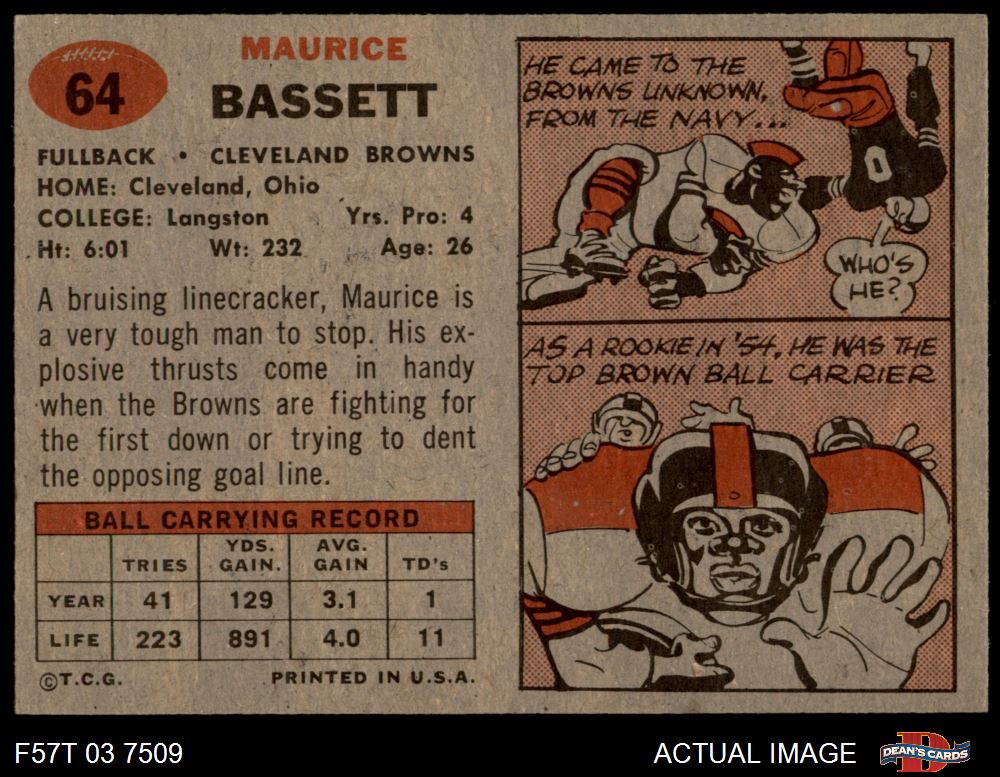 64
MAURICE
BASSETT
FULLBACK • CLEVELAND BROWNS
HOME: Cleveland, Ohio
COLLEGE: Langston Yrs. Pro: 4
Ht: 6:01 Wt: 232 Age: 26
A bruising linecracker, Maurice is
a very tough man to stop. His ex-
plosive thrusts come in handy
when the Browns are fighting for
the first down or trying to dent
the opposing goal line.
BALL CARRYING RECORD
TRIES YDS. GAIN. AVG. GAIN TD's
YEAR 41 129 3.1 1
LIFE 223 891 4.0 11
©T.C.G. PRINTED IN U.S.A.
HE CAME TO THE
BROWNS UNKNOWN,
FROM THE NAVY...
0
WHO'S
HE?
AS A ROOKIE IN '54, HE WAS THE
TOP BROWN BALL CARRIER
F57T 03 7509
ACTUAL IMAGE
D
DEAN'S CARDS